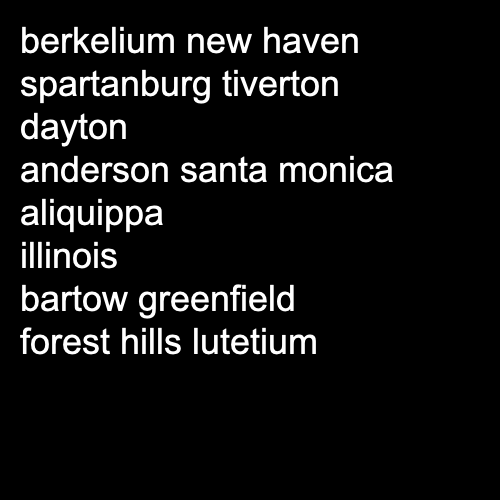 berkelium new haven
spartanburg tiverton
dayton
anderson santa monica
aliquippa
illinois
bartow greenfield
forest hills lutetium